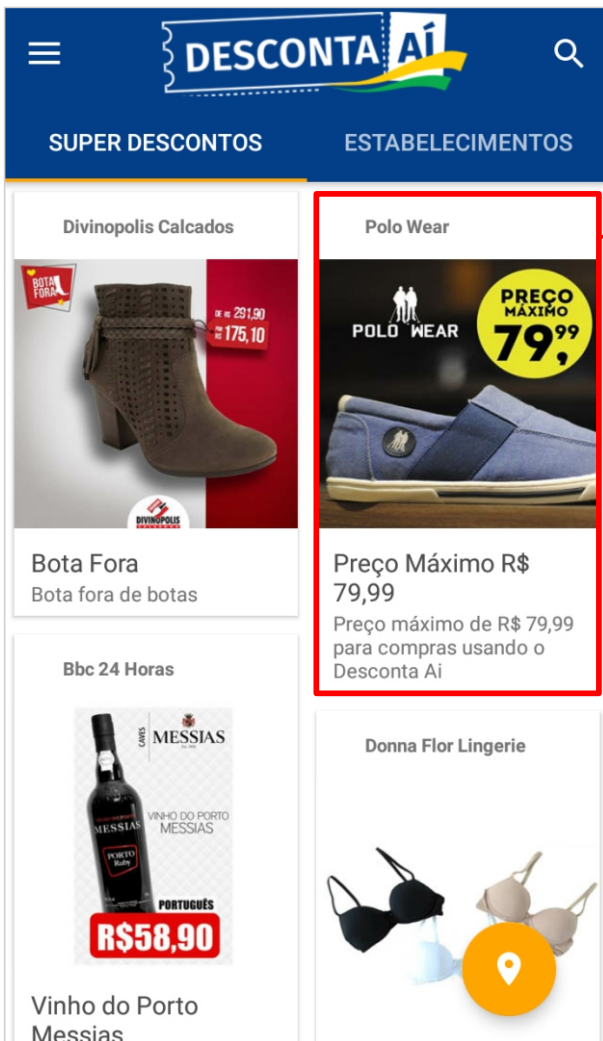 DESCONTA AÍ
SUPER DESCONTOS
ESTABELECIMENTOS
Divinopolis Calcados
BOTA
FORA
DE R$ 291,90
POR R$ 175,10
DIVINOPOLIS
CALCADOS
Bota Fora
Bota fora de botas
Polo Wear
POLO WEAR
PREÇO
MÁXIMO
79,99
Preço Máximo R$
79,99
Preço máximo de R$ 79,99
para compras usando o
Desconta Ai
Bbc 24 Horas
CAVES
MESSIAS
VINHO DO PORTO
MESSIAS
MESSIAS
PORTO
Ruby
PORTUGUÊS
R$58,90
Vinho do Porto
Messias
Donna Flor Lingerie